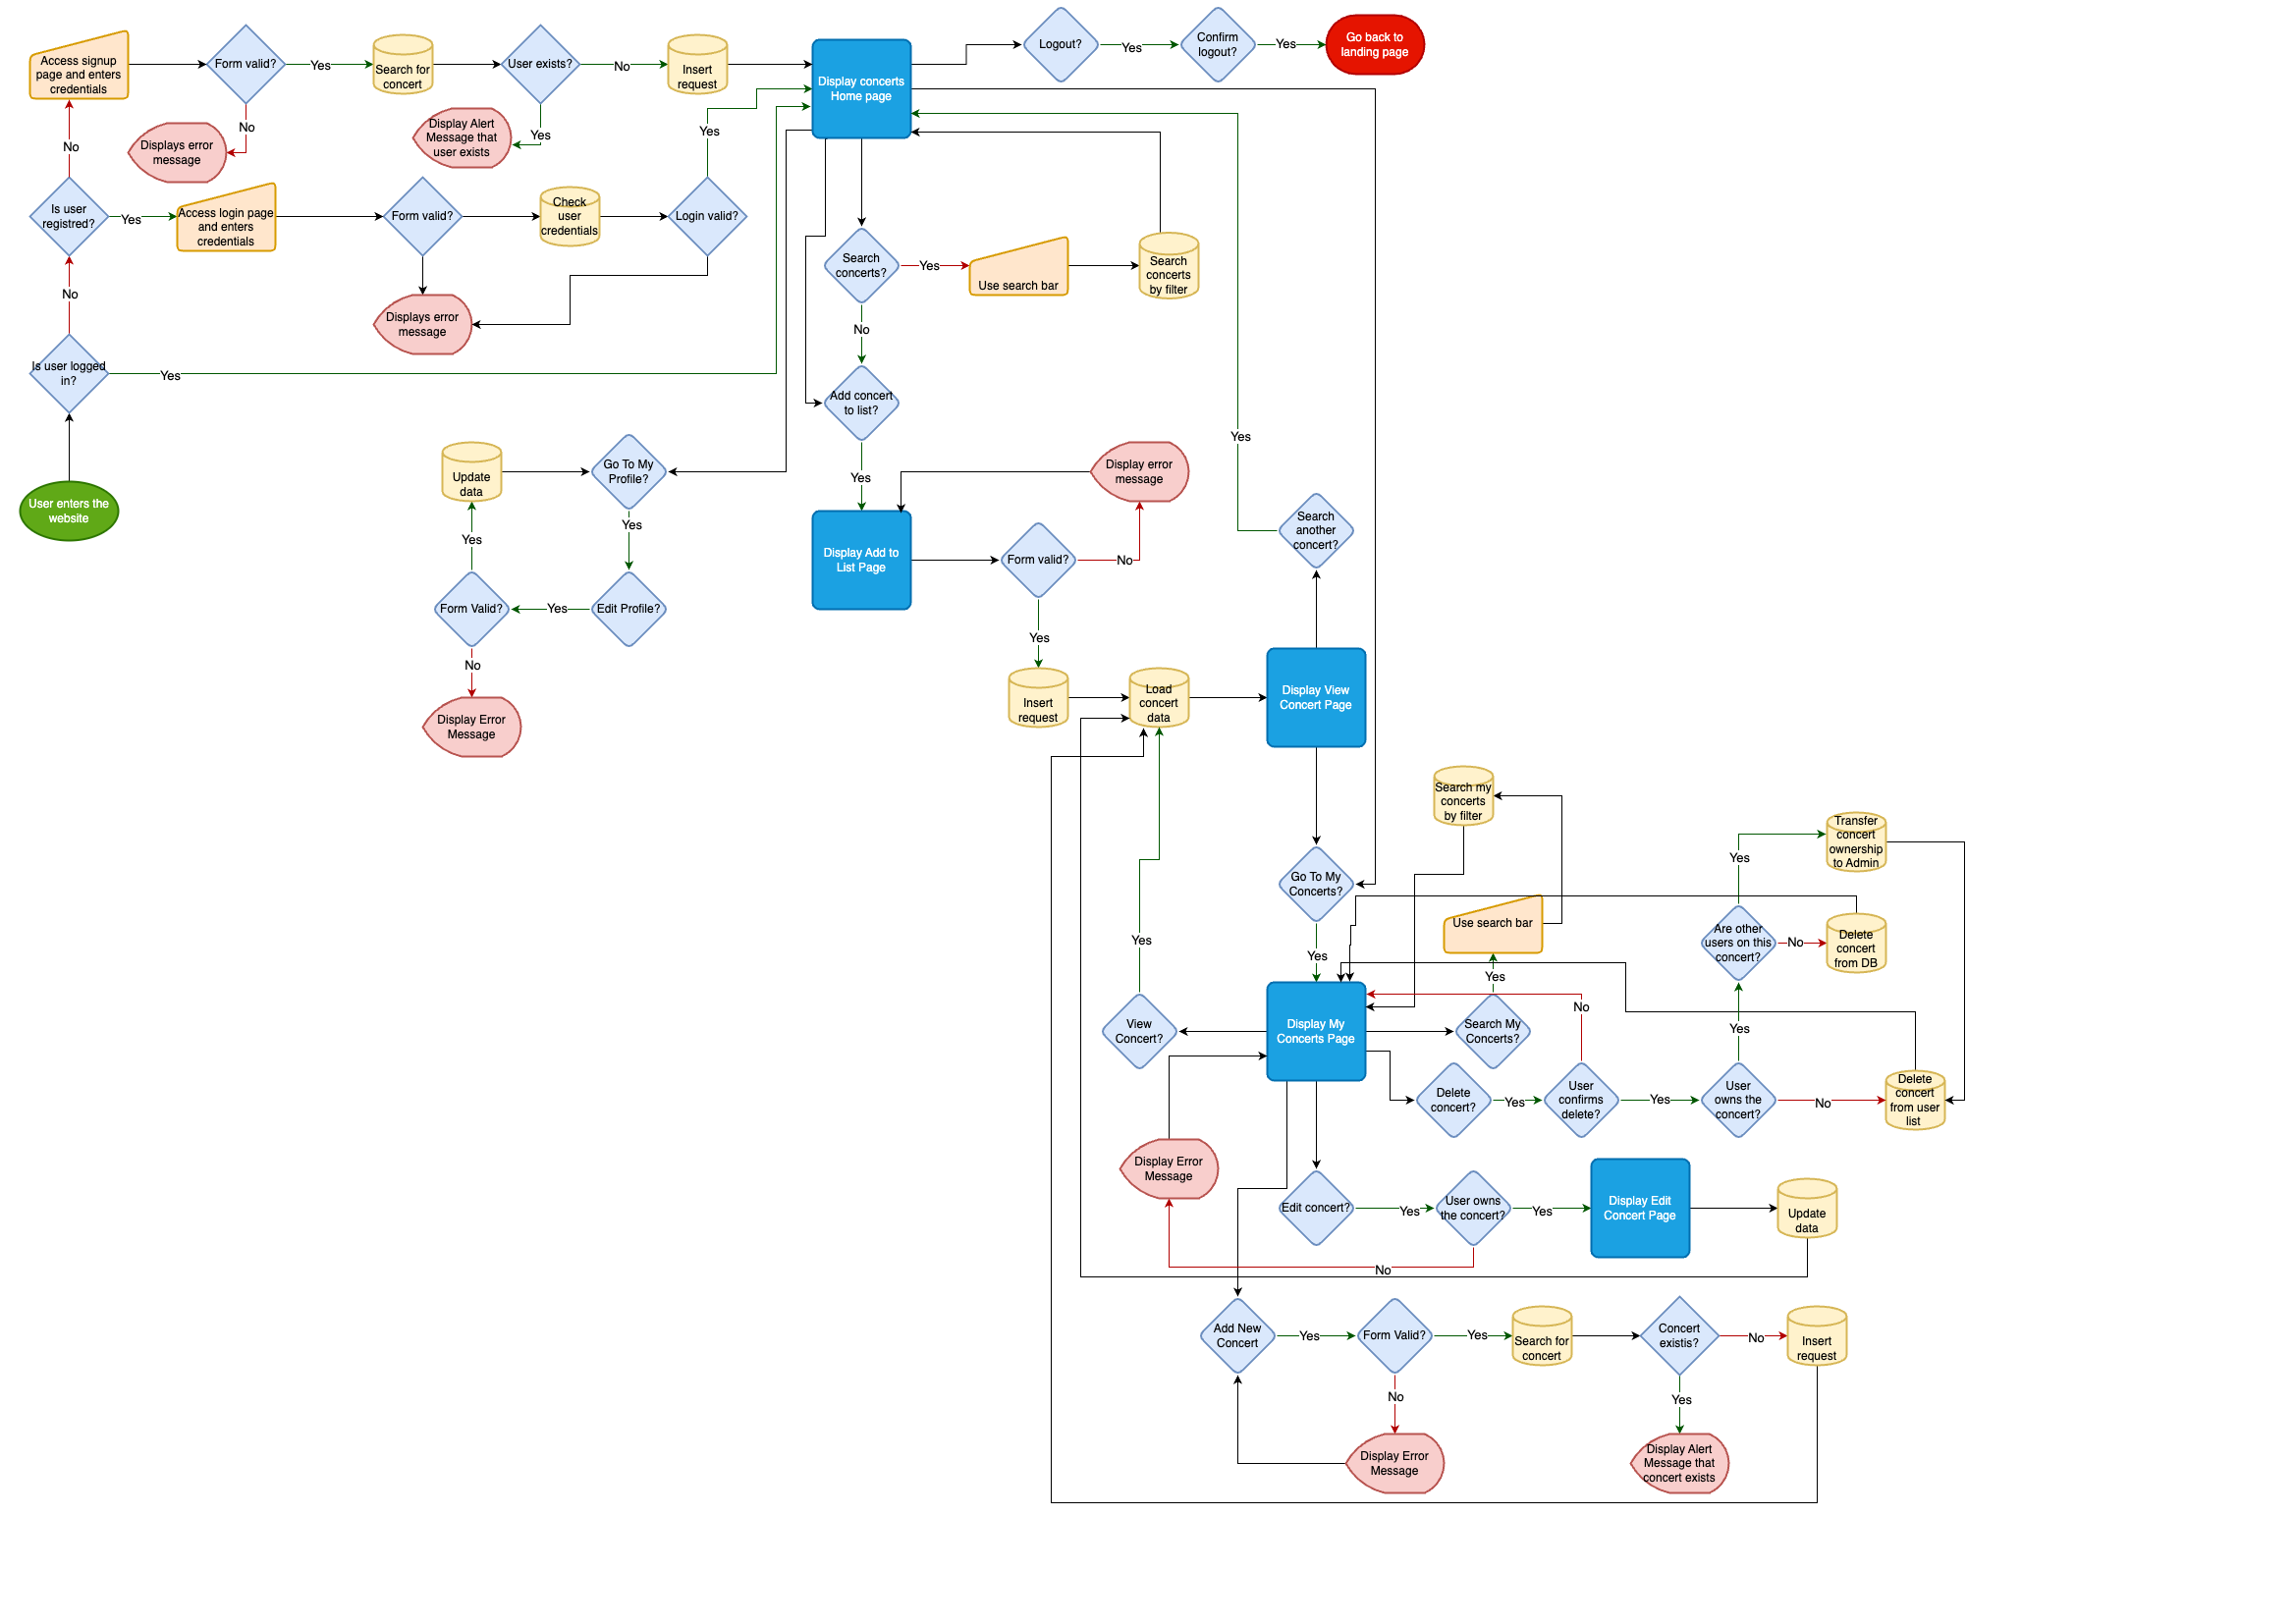 Access signup
page and enters
credentials
Form valid?
Yes
Search for
concert
User exists?
No
Insert
request
Display concerts
Home page
Logout?
Yes
Confirm
logout?
Yes
Go back to
landing page
No
Displays error
message
Display Alert
Message that
user exists
Yes
Yes
No
Is user
registred?
Yes
Access login page
and enters
credentials
Form valid?
Check
user
credentials
Login valid?
Search
concerts?
Yes
Use search bar
Search
concerts
by filter
No
Displays error
message
No
Is user logged
in?
Yes
Add concert
to list?
Yes
Update
data
Go To My
Profile?
Yes
Display error
message
User enters the
website
Yes
Yes
Search
another
concert?
Display Add to
List Page
Form valid?
No
Form Valid?
Yes
Edit Profile?
Yes
No
Display Error
Message
Insert
request
Load
concert
data
Display View
Concert Page
Search my
concerts
by filter
Transfer
concert
ownership
to Admin
Yes
Go To My
Concerts?
Use search bar
Are other
users on this
concert?
No
Delete
concert
from DB
Yes
Yes
Yes
No
View
Concert?
Display My
Concerts Page
Search My
Concerts?
Yes
Delete
concert?
Yes
User
confirms
delete?
Yes
User
owns the
concert?
No
Delete
concert
from user
list
Display Error
Message
Edit concert?
Yes
User owns
the concert?
Yes
Display Edit
Concert Page
Update
data
No
Add New
Concert
Yes
Form Valid?
Yes
Search for
concert
Concert
existis?
No
Insert
request
No
Yes
Display Error
Message
Display Alert
Message that
concert exists